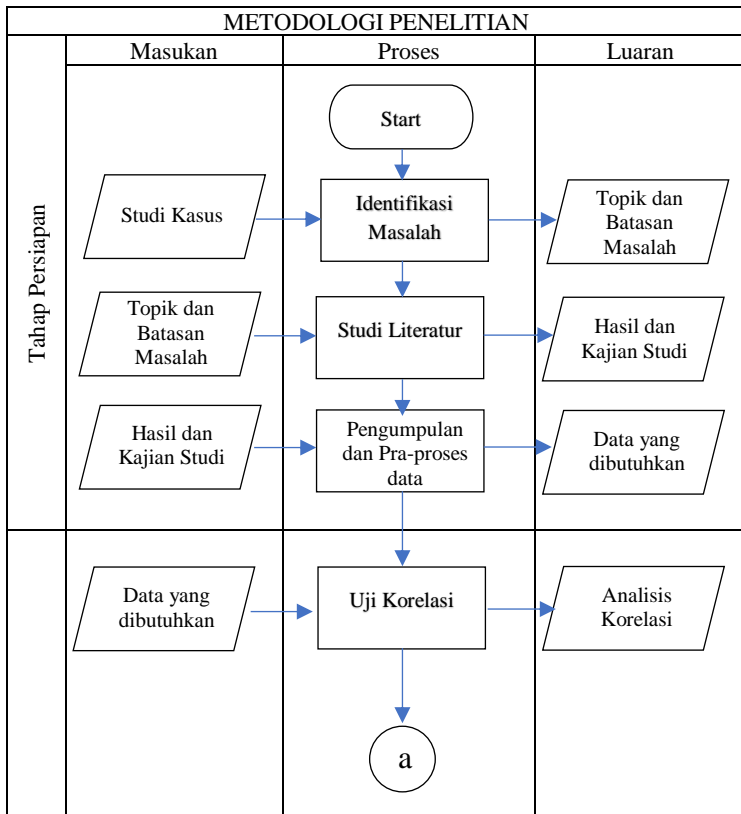 METODOLOGI PENELITIAN
Masukan
Proses
Luaran
Tahap Persiapan
Start
Studi Kasus
Identifikasi
Masalah
Topik dan
Batasan
Masalah
Topik dan
Batasan
Masalah
Studi Literatur
Hasil dan
Kajian Studi
Hasil dan
Kajian Studi
Pengumpulan
dan Pra-proses
data
Data yang
dibutuhkan
Data yang
dibutuhkan
Uji Korelasi
Analisis
Korelasi
a